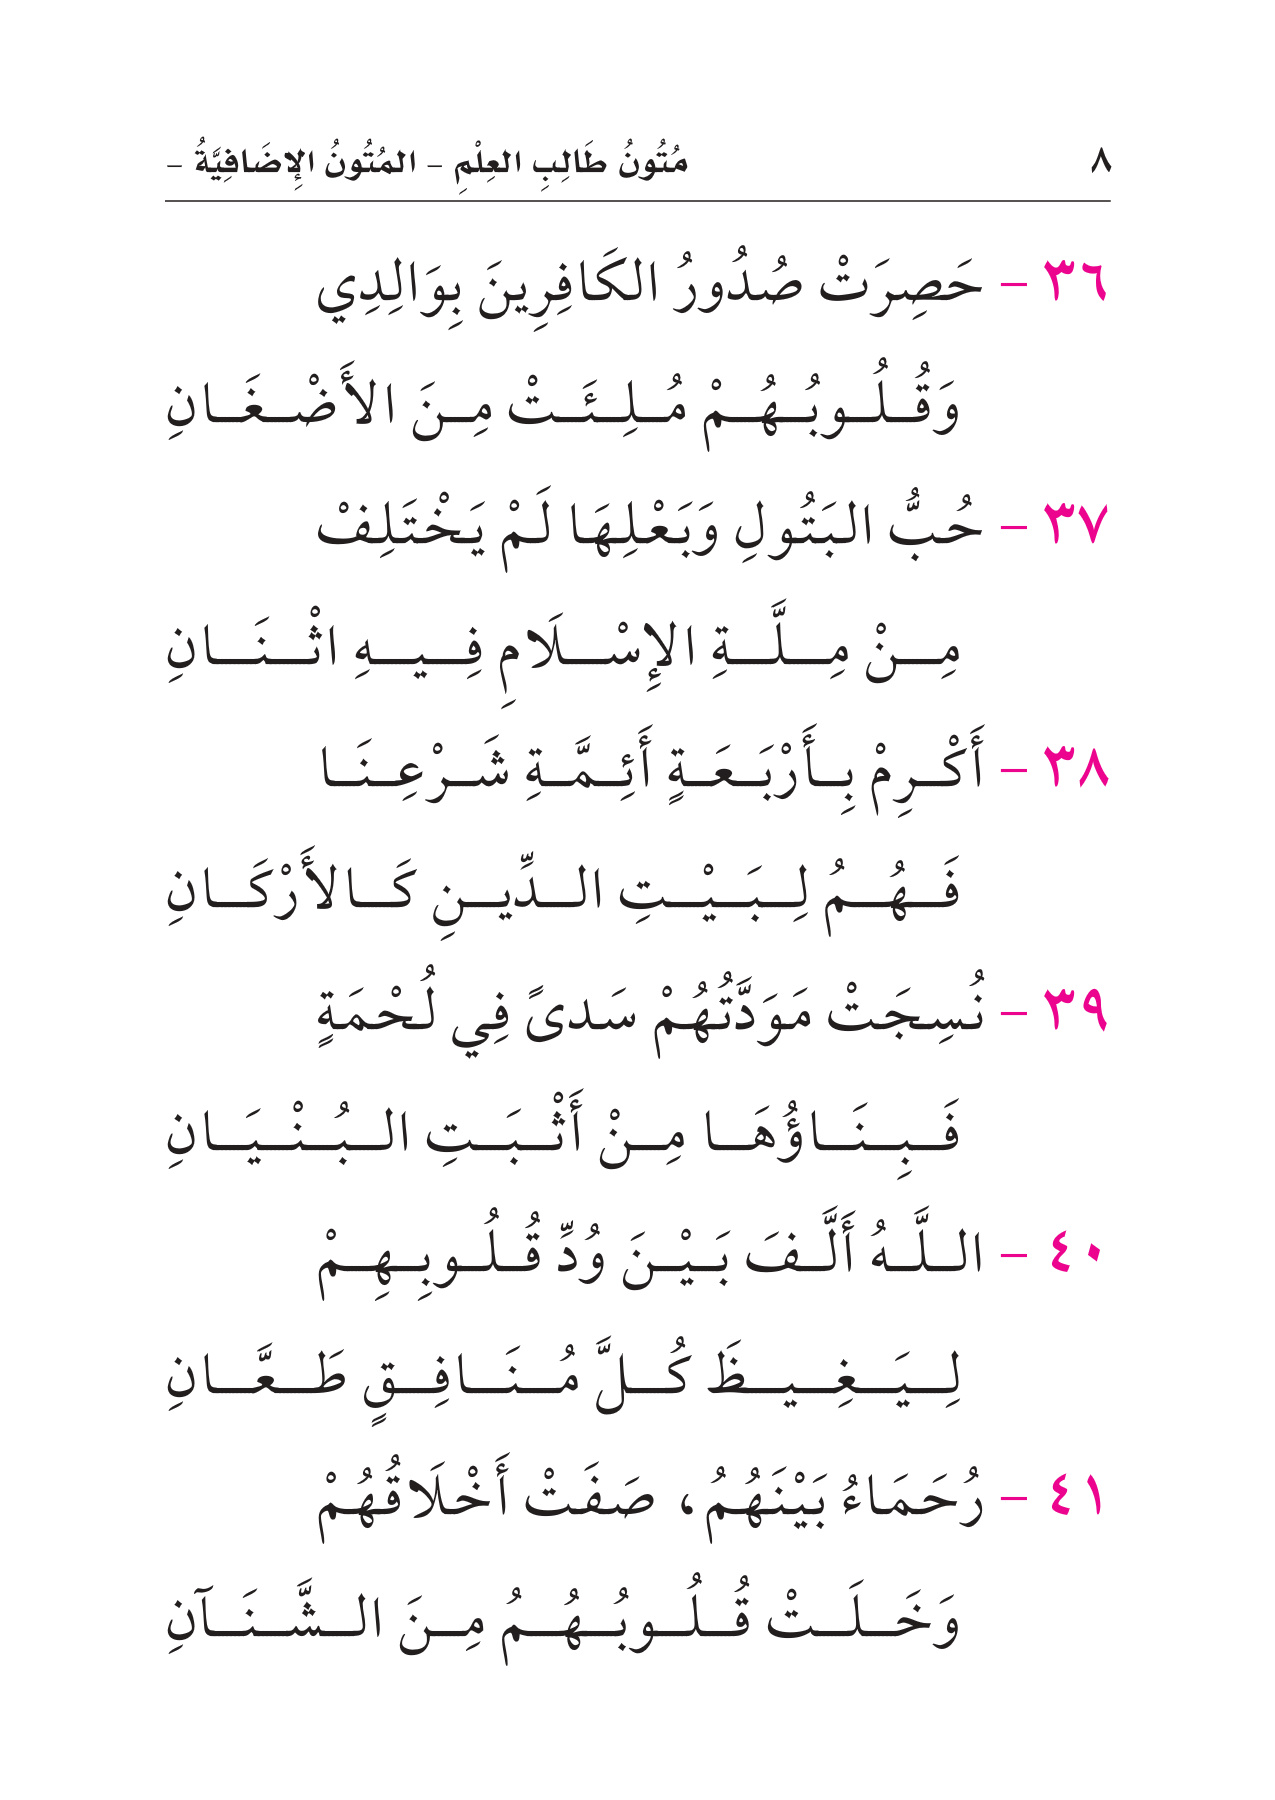 ٨ مُتُونُ طَالِبِ العِلْمِ – المُتُونُ الإِضَافِيَّةُ –
٣٦ – حَصِرَتْ صُدُورُ الكَافِرِينَ بِوَالِدِي
وَقُلُوبُهُمْ مُلِئَتْ مِنَ الأَضْغَانِ
٣٧ – حُبُّ البَتُولِ وَبَعْلِهَا لَمْ يَخْتَلِفْ
مِنْ مِلَّةِ الإِسْلَامِ فِيهِ اثْنَانِ
٣٨ – أَكْرِمْ بِأَرْبَعَةٍ أَئِمَّةِ شَرْعِنَا
فَهُمُ لِبَيْتِ الدِّينِ كَالأَرْكَانِ
٣٩ – نُسِجَتْ مَوَدَّتُهُمْ سَدىً فِي لُحْمَةٍ
فَبِنَاؤُهَا مِنْ أَثْبَتِ البُنْيَانِ
٤٠ – اللَّهُ أَلَّفَ بَيْنَ وُدِّ قُلُوبِهِمْ
لِيَغِيظَ كُلَّ مُنَافِقٍ طَعَّانِ
٤١ – رُحَمَاءُ بَيْنَهُمُ، صَفَتْ أَخْلَاقُهُمْ
وَخَلَتْ قُلُوبُهُمُ مِنَ الشَّنَآنِ